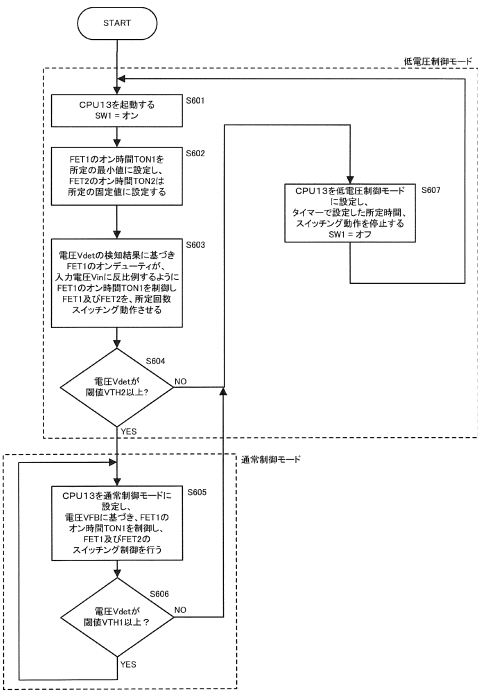 START
低電圧制御モード
CPU13を起動する
SW1 = オン
S601
FET1のオン時間TON1を
所定の最小値に設定し、
FET2のオン時間TON2は
所定の固定値に設定する
S602
電圧Vdetの検知結果に基づき
FET1のオンデューティが、
入力電圧Vinに反比例するように
FET1のオン時間TON1を制御し
FET1及びFET2を、所定回数
スイッチング動作させる
S603
S604
電圧Vdetが
閾値VTH2以上?
NO
YES
CPU13を低電圧制御モード
に設定し、
タイマーで設定した所定時間、
スイッチング動作を停止する
SW1 = オフ
S607
通常制御モード
CPU13を通常制御モードに
設定し、
電圧VFBに基づき、FET1の
オン時間TON1を制御し、
FET1及びFET2の
スイッチング制御を行う
S605
S606
電圧Vdetが
閾値VTH1以上?
NO
YES